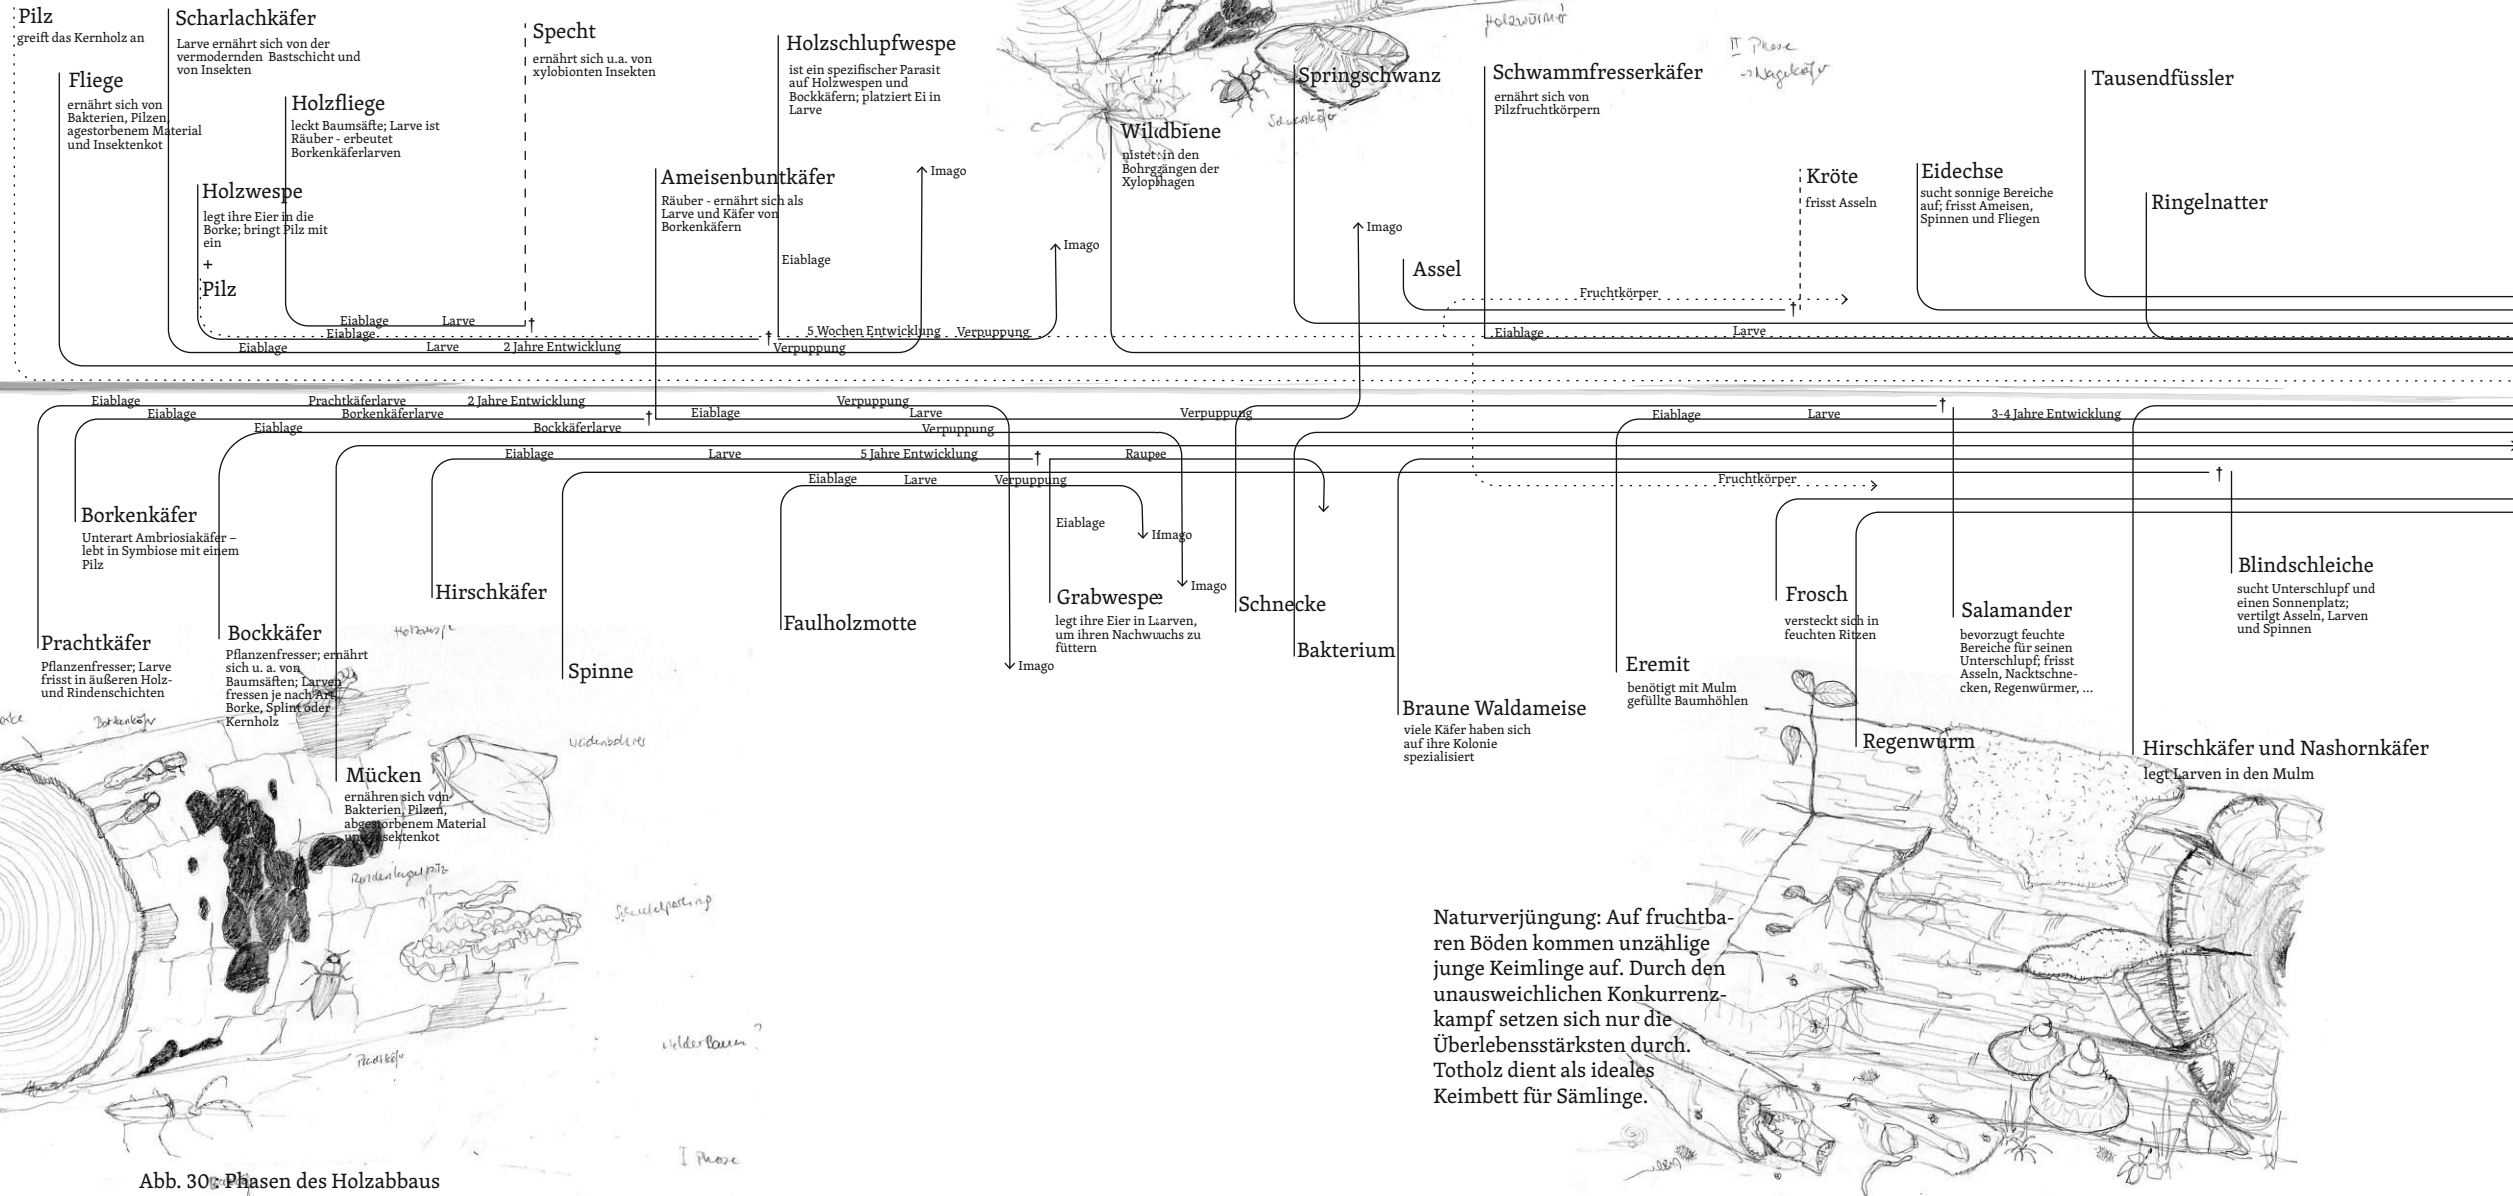 Pilz
greift das Kernholz an
Fliege
ernährt sich von
Bakterien, Pilzen,
agestorbenem Material
und Insektenkot
Scharlachkäfer
Larve ernährt sich von der
vermodernden Bastschicht und
von Insekten
Holzfliege
leckt Baumsäfte; Larve ist
Räuber - erbeutet
Borkenkäferlarven
Holzwespe
legt ihre Eier in die
Borke; bringt Pilz mit
ein
+
Pilz
Specht
ernährt sich u.a. von
xylobionten Insekten
Ameisenbuntkäfer
Räuber - ernährt sich als
Larve und Käfer von
Borkenkäfern
Holzschlupfwespe
ist ein spezifischer Parasit
auf Holzwespen und
Bockkäfern; platziert Ei in
Larve
Eiablage
Imago
Imago
Wildbiene
nistet in den
Bohrgängen der
Xylophagen
Springschwanz
Imago
Assel
Schwammfresserkäfer
ernährt sich von
Pilzfruchtkörpern
Holzwürmer
II Phase
Kröte
frisst Asseln
Eidechse
sucht sonnige Bereiche
auf; frisst Ameisen,
Spinnen und Fliegen
Tausendfüssler
Ringelnatter
Fruchtkörper
Eiablage Larve †
Eiablage † 5 Wochen Entwicklung Verpuppung
Eiablage Larve 2 Jahre Entwicklung Verpuppung
† 
Eiablage Larve
Eiablage Prachtkäferlarve 2 Jahre Entwicklung Verpuppung †
Eiablage Borkenkäferlarve † Eiablage Larve Verpuppung Eiablage Larve 3-4 Jahre Entwicklung
Eiablage Bockkäferlarve Verpuppung
Eiablage Larve 5 Jahre Entwicklung † Raupe
†
Eiablage Larve Verpuppung Fruchtkörper
Borkenkäfer
Unterart Ambriosiakäfer –
lebt in Symbiose mit einem
Pilz
Prachtkäfer
Pflanzenfresser; Larve
frisst in äußeren Holz-
und Rindenschichten
Bockkäfer
Pflanzenfresser; ernährt
sich u. a. von
Baumsäften; Larven
fressen je nach Art
Borke, Splint oder
Kernholz
Mücken
ernähren sich von
Bakterien, Pilzen,
abgestorbenem Material
und Insektenkot
Hirschkäfer
Spinne
Faulholzmotte
Eiablage
Imago
Imago
Imago
Grabwespe
legt ihre Eier in Larven,
um ihren Nachwuchs zu
füttern
Schnecke
Bakterium
Braune Waldameise
viele Käfer haben sich
auf ihre Kolonie
spezialisiert
Eremit
benötigt mit Mulm
gefüllte Baumhöhlen
Frosch
versteckt sich in
feuchten Ritzen
Regenwurm
Salamander
bevorzugt feuchte
Bereiche für seinen
Unterschlupf; frisst
Asseln, Nacktschne-
cken, Regenwürmer, ...
Hirschkäfer und Nashornkäfer
legt Larven in den Mulm
Blindschleiche
sucht Unterschlupf und
einen Sonnenplatz;
vertilgt Asseln, Larven
und Spinnen
Holzwespe
Borkenkäfer
Weidenbohrer
Schwefelporling
Prachtkäfer
welcher Baum?
I Phase
Naturverjüngung: Auf fruchtba-
ren Böden kommen unzählige
junge Keimlinge auf. Durch den
unausweichlichen Konkurrenz-
kampf setzen sich nur die
Überlebensstärksten durch.
Totholz dient als ideales
Keimbett für Sämlinge.
Abb. 30: Phasen des Holzabbaus